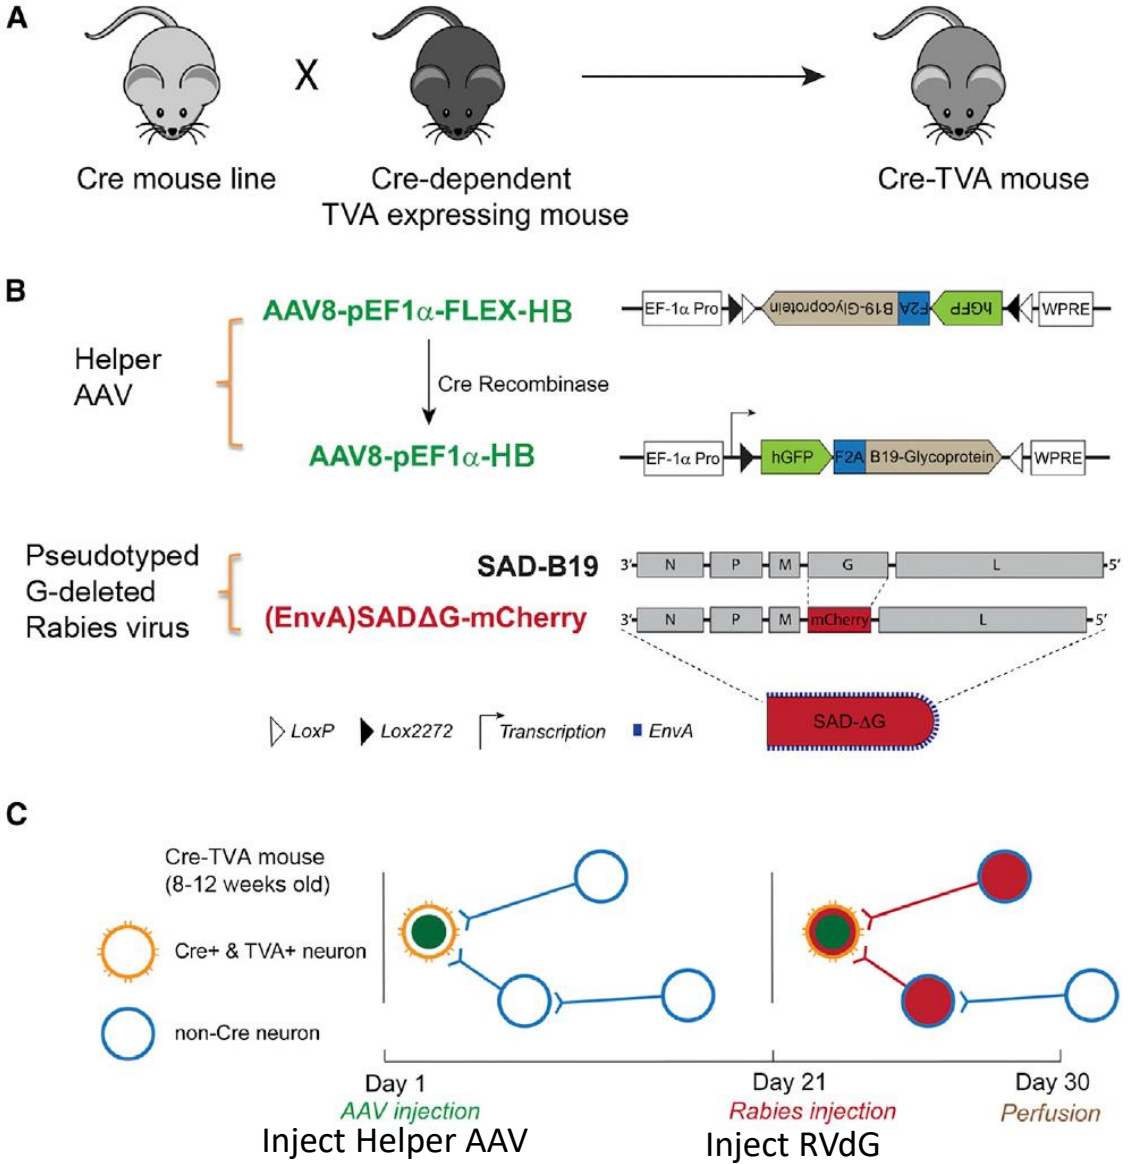 A
X
Cre mouse line
Cre-dependent
TVA expressing mouse
Cre-TVA mouse
B
Helper
AAV
AAV8-pEF1α-FLEX-HB
EF-1α Pro
B19-Glycoprotein
F2A
hGFP
WPRE
Cre Recombinase
AAV8-pEF1α-HB
EF-1α Pro
hGFP
F2A
B19-Glycoprotein
WPRE
Pseudotyped
G-deleted
Rabies virus
SAD-B19
3′ N P M G L 5′
(EnvA)SADΔG-mCherry
3′ N P M mCherry L 5′
SAD-ΔG
LoxP
Lox2272
Transcription
EnvA
C
Cre-TVA mouse
(8-12 weeks old)
Cre+ & TVA+ neuron
non-Cre neuron
Day 1
AAV injection
Inject Helper AAV
Day 21
Rabies injection
Inject RVdG
Day 30
Perfusion